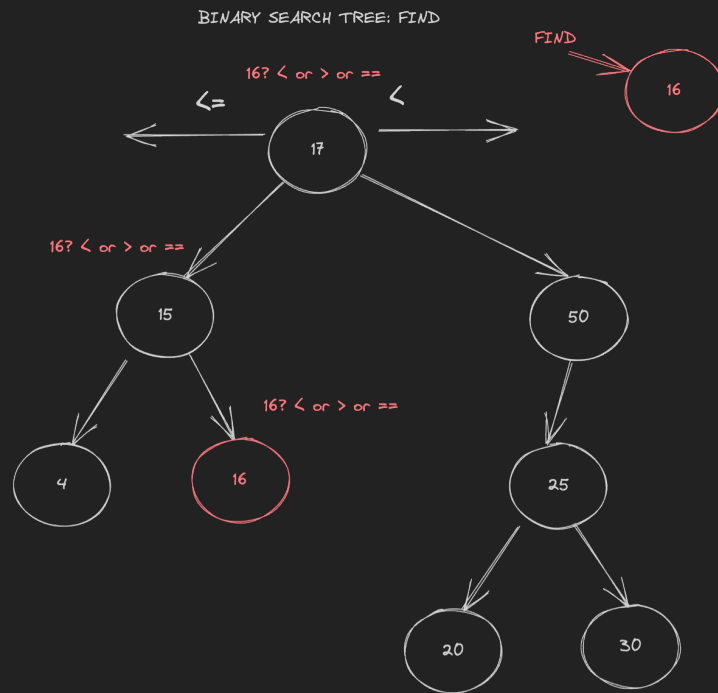 BINARY SEARCH TREE: FIND
FIND
16? < or > or ==
16
<=
<
17
16? < or > or ==
15
50
16? < or > or ==
4
16
25
20
30